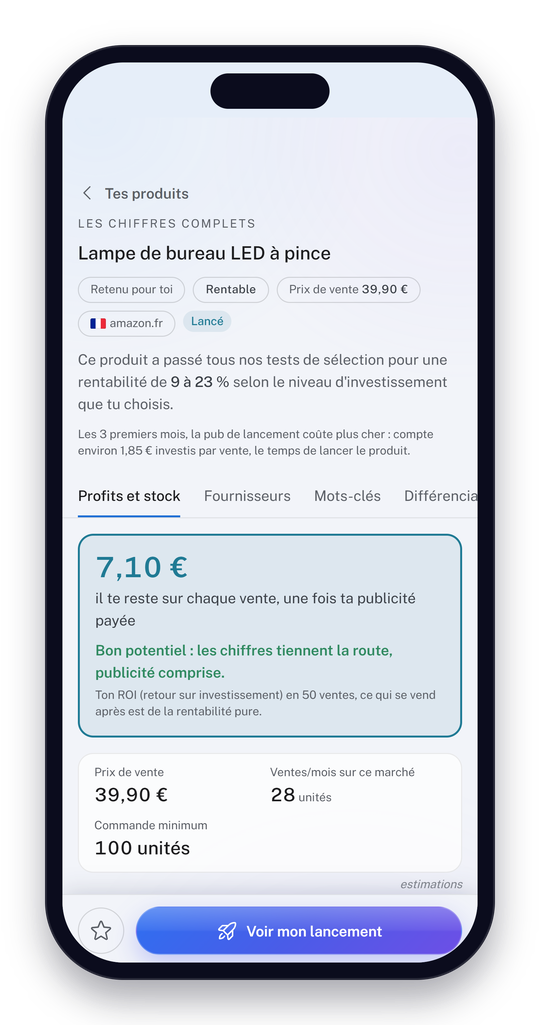 Tes produits
LES CHIFFRES COMPLETS
Lampe de bureau LED à pince
Retenu pour toi
Rentable
Prix de vente 39,90 €
amazon.fr
Lancé
Ce produit a passé tous nos tests de sélection pour une
rentabilité de 9 à 23 % selon le niveau d'investissement
que tu choisis.
Les 3 premiers mois, la pub de lancement coûte plus cher : compte
environ 1,85 € investis par vente, le temps de lancer le produit.
Profits et stock
Fournisseurs
Mots-clés
Différencia
7,10 €
il te reste sur chaque vente, une fois ta publicité
payée
Bon potentiel : les chiffres tiennent la route,
publicité comprise.
Ton ROI (retour sur investissement) en 50 ventes, ce qui se vend
après est de la rentabilité pure.
Prix de vente
39,90 €
Ventes/mois sur ce marché
28 unités
Commande minimum
100 unités
estimations
Voir mon lancement